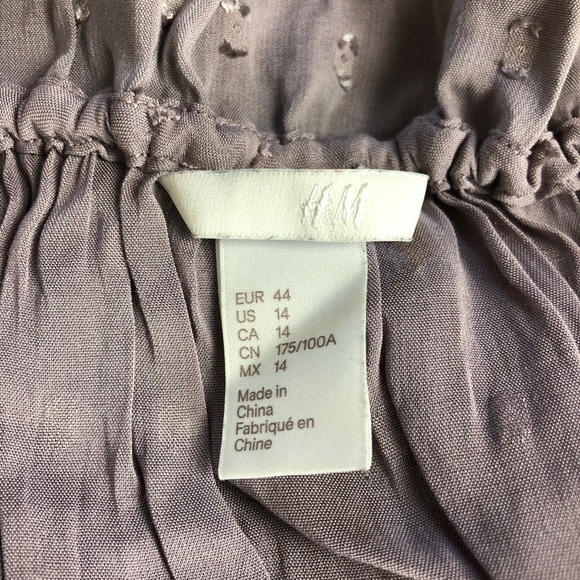 H&M
EUR 44
US 14
CA 14
CN 175/100A
MX 14
Made in
China
Fabriqué en
Chine